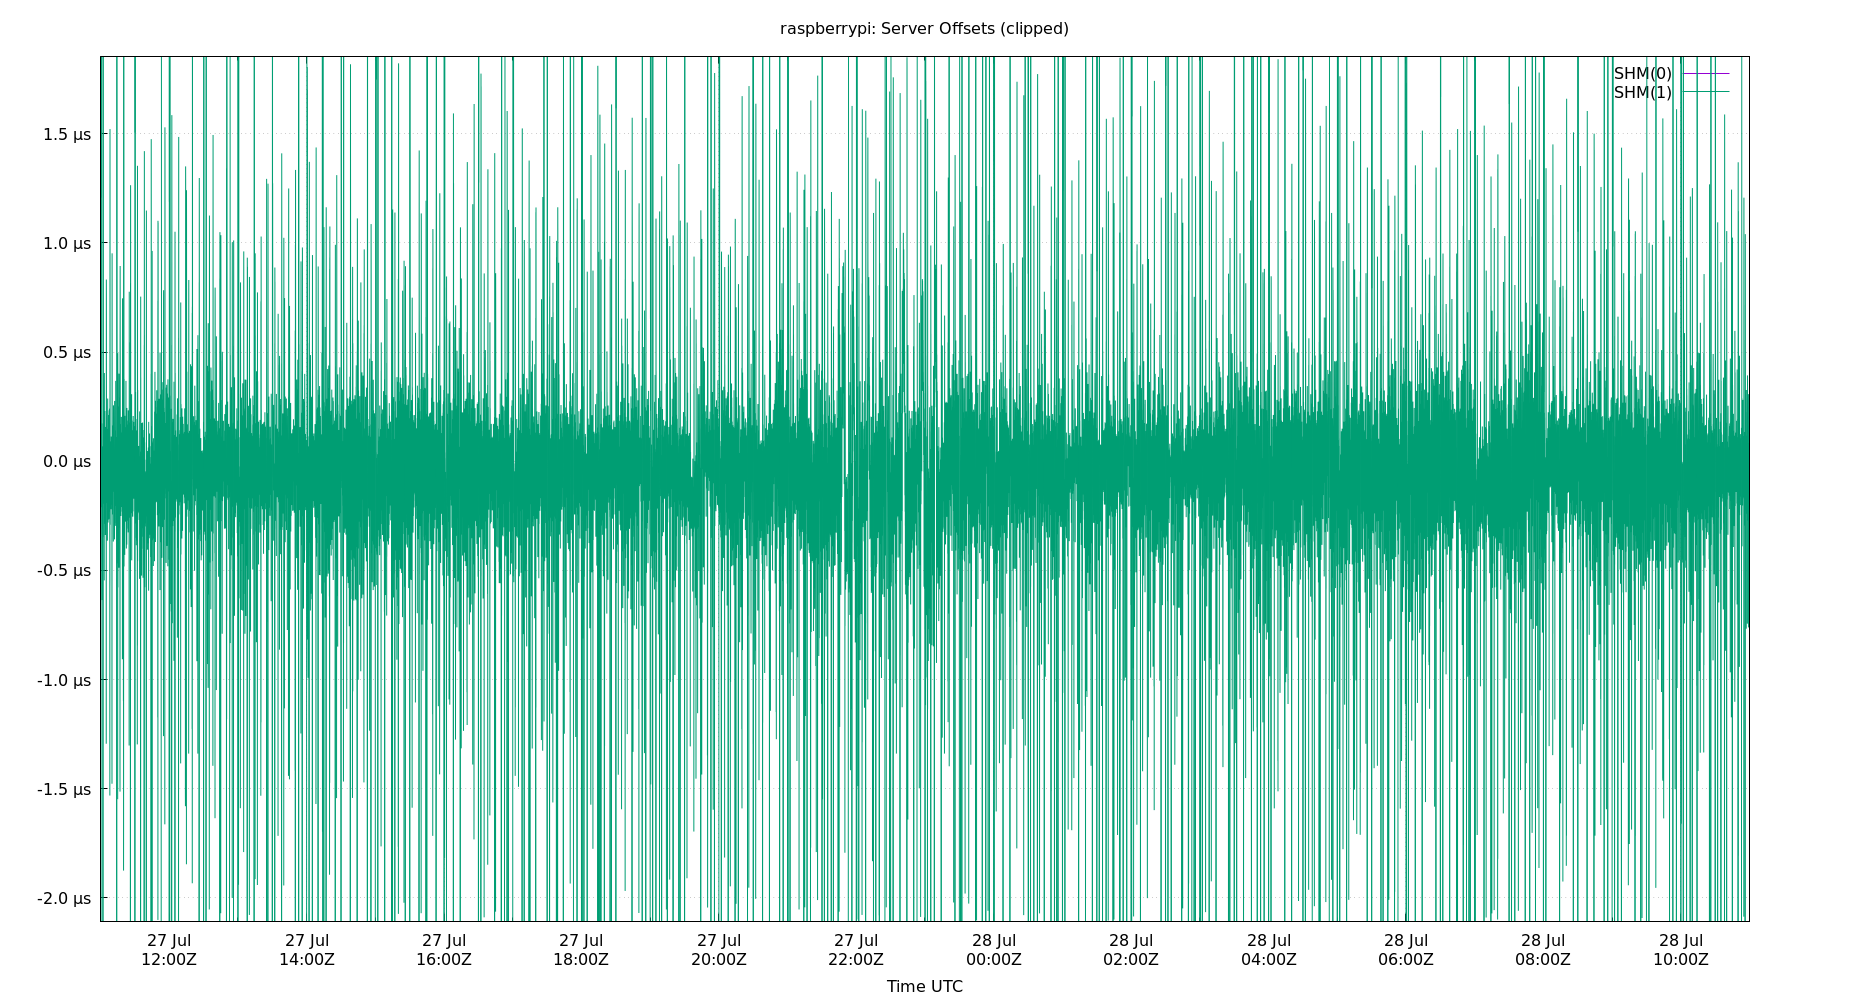 raspberrypi: Server Offsets (clipped)
SHM(0)
SHM(1)
1.5 µs
1.0 µs
0.5 µs
0.0 µs
-0.5 µs
-1.0 µs
-1.5 µs
-2.0 µs
27 Jul 27 Jul 27 Jul 27 Jul 27 Jul 27 Jul 28 Jul 28 Jul 28 Jul 28 Jul 28 Jul 28 Jul
12:00Z 14:00Z 16:00Z 18:00Z 20:00Z 22:00Z 00:00Z 02:00Z 04:00Z 06:00Z 08:00Z 10:00Z
Time UTC